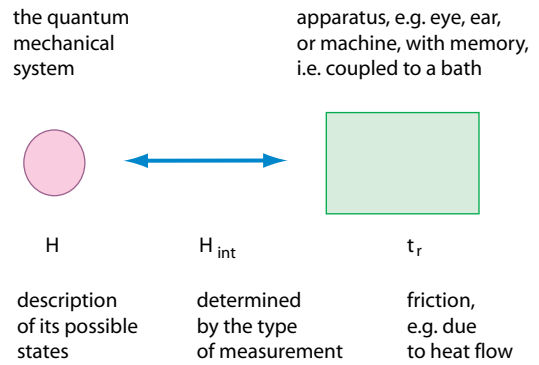 the quantum
mechanical
system
apparatus, e.g. eye, ear,
or machine, with memory,
i.e. coupled to a bath
H
H int
t r
description
of its possible
states
determined
by the type
of measurement
friction,
e.g. due
to heat flow